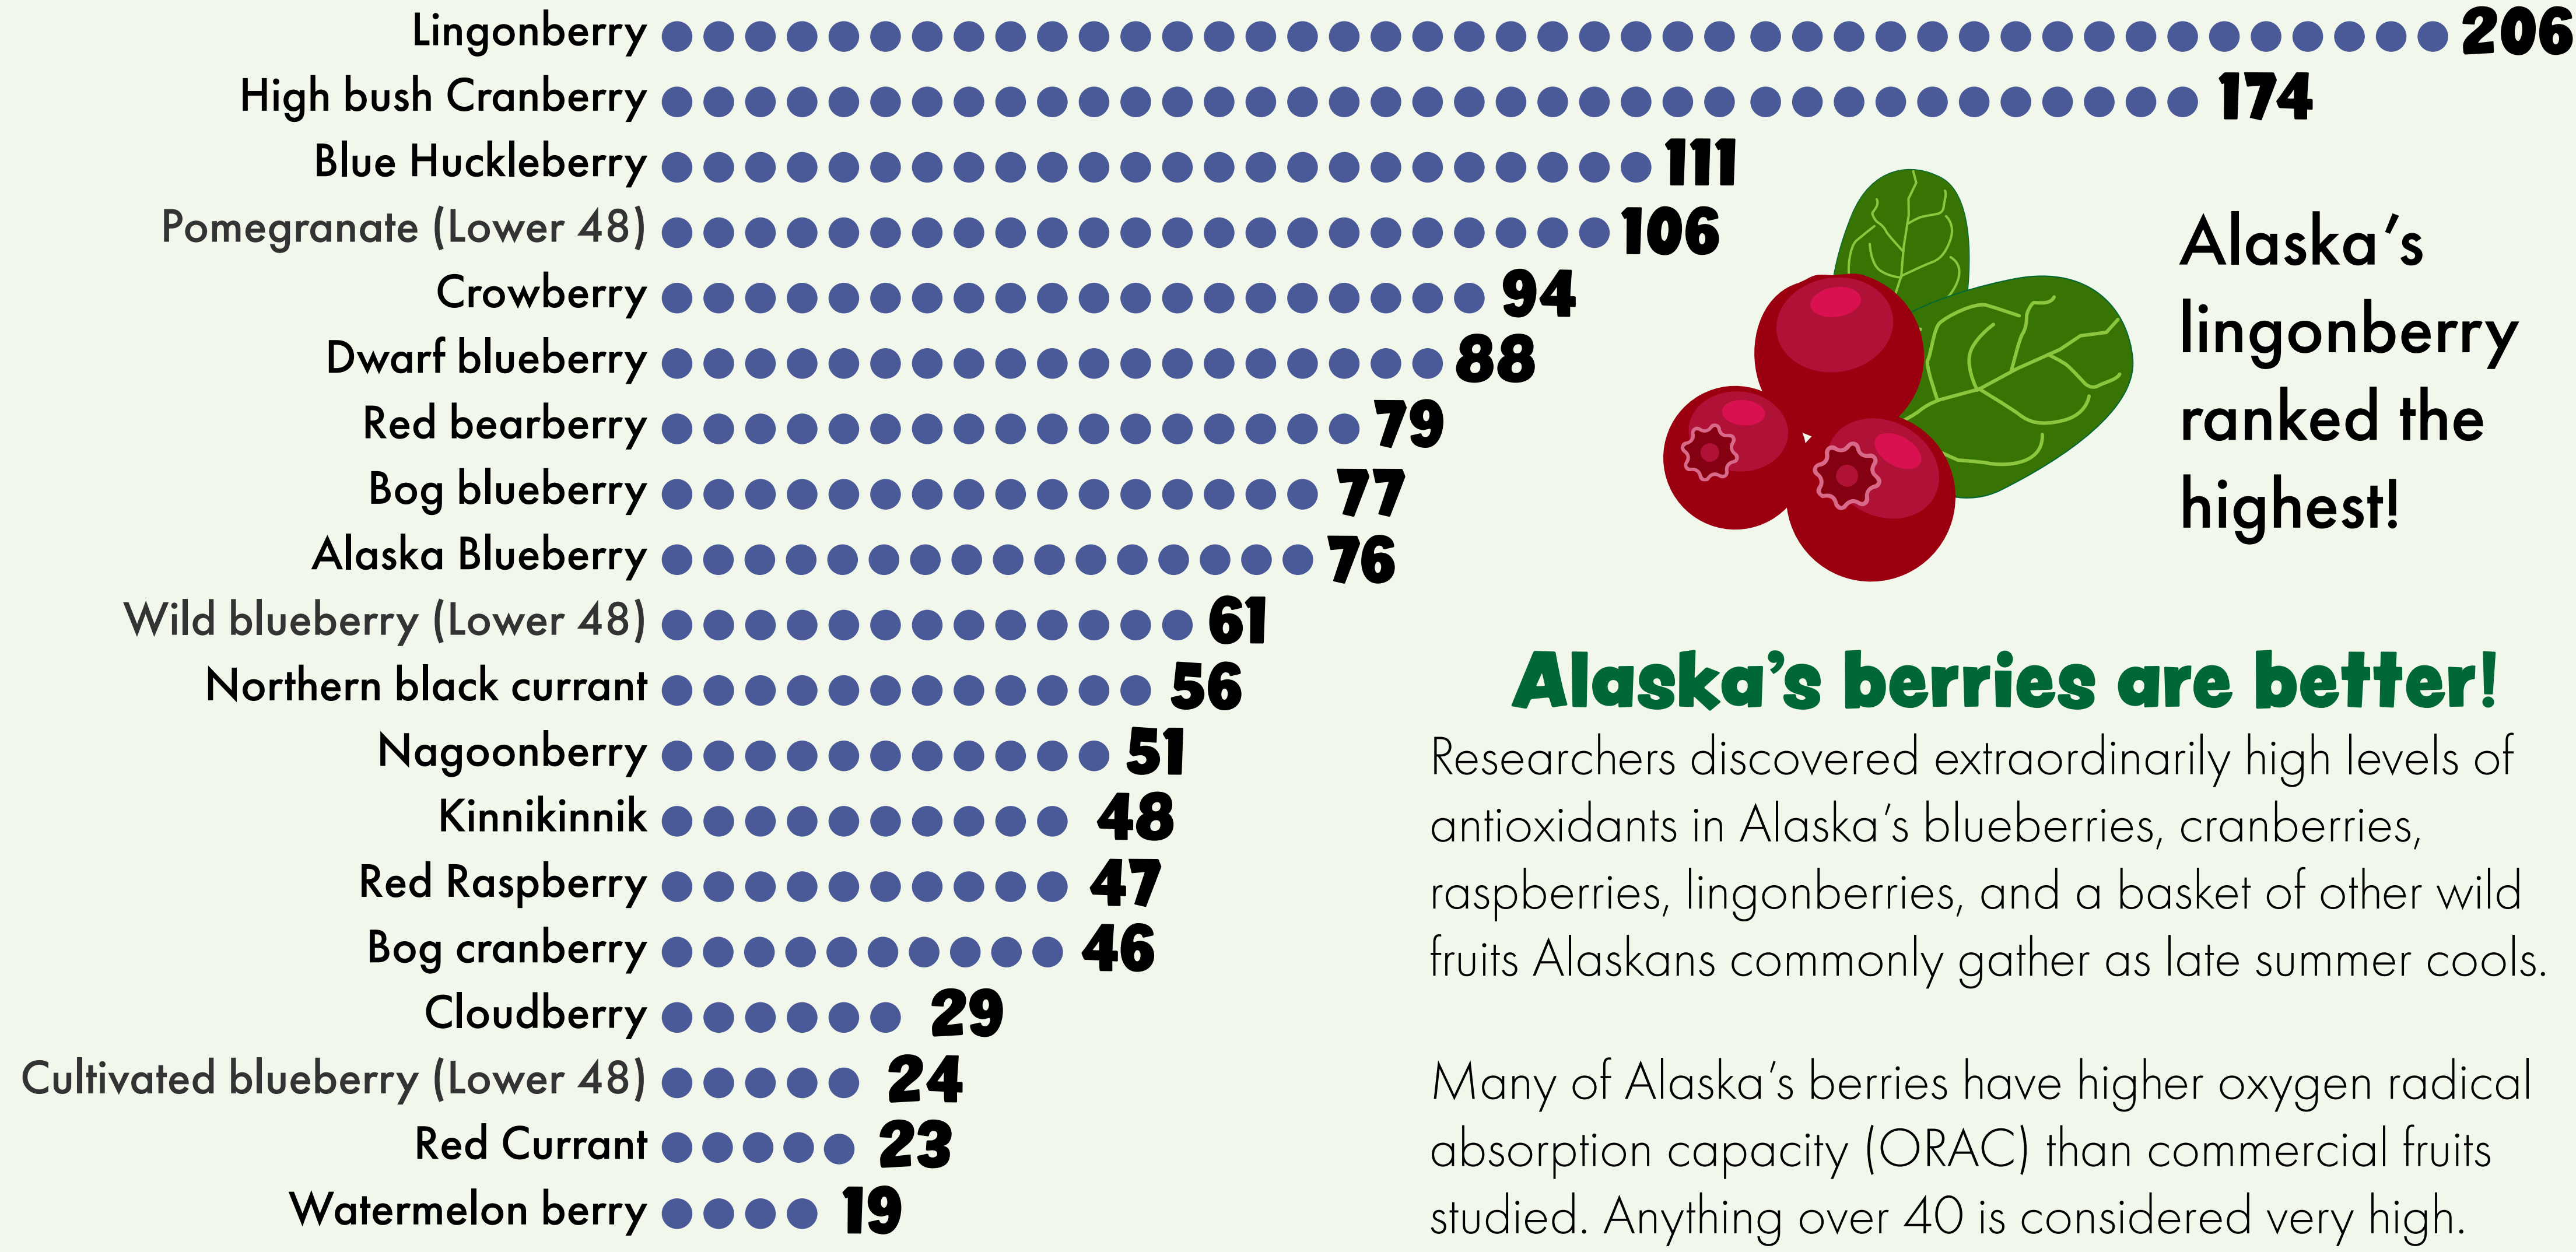 Lingonberry 206
High bush Cranberry 174
Blue Huckleberry 111
Pomegranate (Lower 48) 106
Crowberry 94
Dwarf blueberry 88
Red bearberry 79
Bog blueberry 77
Alaska Blueberry 76
Wild blueberry (Lower 48) 61
Northern black currant 56
Nagoonberry 51
Kinnikinnik 48
Red Raspberry 47
Bog cranberry 46
Cloudberry 29
Cultivated blueberry (Lower 48) 24
Red Currant 23
Watermelon berry 19
Alaska’s
lingonberry
ranked the
highest!
Alaska’s berries are better!
Researchers discovered extraordinarily high levels of
antioxidants in Alaska’s blueberries, cranberries,
raspberries, lingonberries, and a basket of other wild
fruits Alaskans commonly gather as late summer cools.
Many of Alaska’s berries have higher oxygen radical
absorption capacity (ORAC) than commercial fruits
studied. Anything over 40 is considered very high.